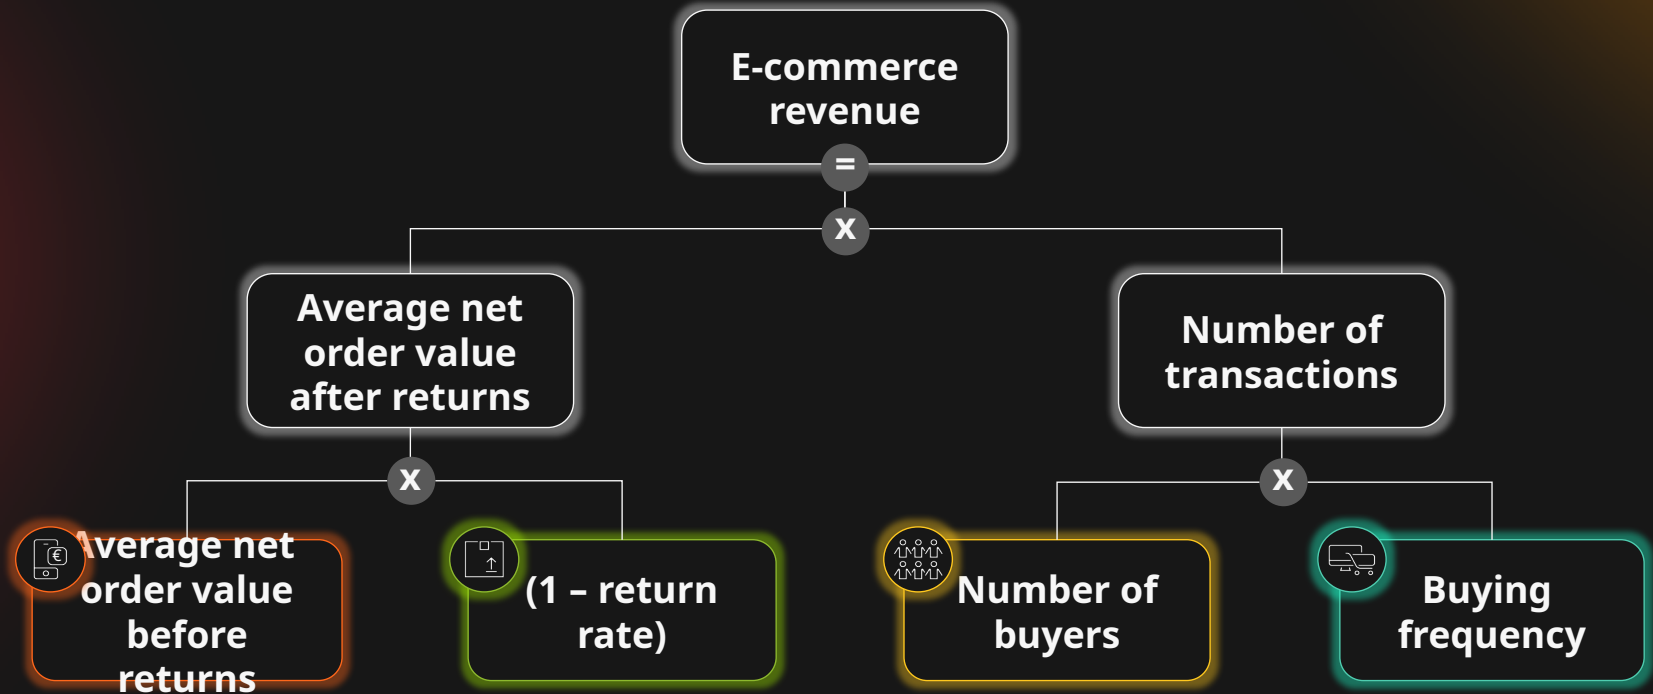 E-commerce
revenue
=
x
Average net
order value
after returns
Number of
transactions
x
x
€
Average net
order value
before
returns
(1 – return
rate)
Number of
buyers
Buying
frequency